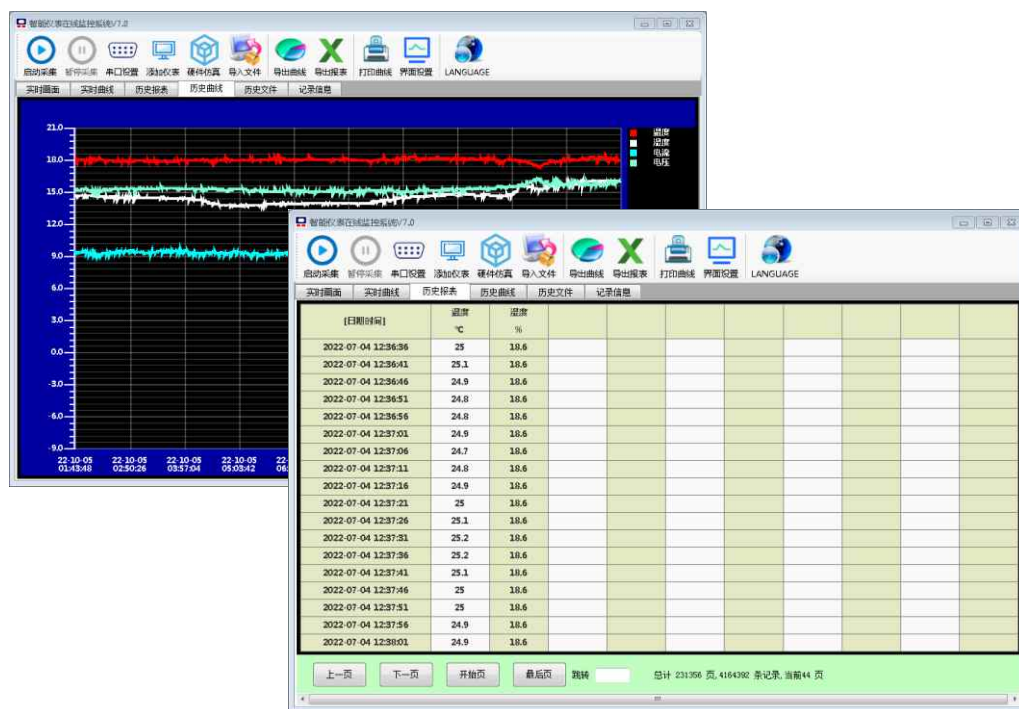 智能仪表在线监控系统V7.0
启动采集 暂停采集 串口设置 添加仪表 硬件仿真 导入文件 导出曲线 导出报表 打印曲线 界面设置 LANGUAGE
实时画面 实时曲线 历史报表 历史曲线 历史文件 记录信息
21.0
18.0
15.0
12.0
9.0
6.0
3.0
0.0
-3.0
-6.0
-9.0
温度
湿度
电流
电压
22-10-05 22-10-05 22-10-05 22-10-05 22-
01:43:48 02:50:26 03:57:04 05:03:42 06:
智能仪表在线监控系统V7.0
启动采集 暂停采集 串口设置 添加仪表 硬件仿真 导入文件 导出曲线 导出报表 打印曲线 界面设置 LANGUAGE
实时画面 实时曲线 历史报表 历史曲线 历史文件 记录信息
[日期时间] 温度 湿度
℃ %
2022-07-04 12:36:36 25 18.6
2022-07-04 12:36:41 25.1 18.6
2022-07-04 12:36:46 24.9 18.6
2022-07-04 12:36:51 24.8 18.6
2022-07-04 12:36:56 24.8 18.6
2022-07-04 12:37:01 24.9 18.6
2022-07-04 12:37:06 24.7 18.6
2022-07-04 12:37:11 24.8 18.6
2022-07-04 12:37:16 24.9 18.6
2022-07-04 12:37:21 25 18.6
2022-07-04 12:37:26 25.1 18.6
2022-07-04 12:37:31 25.2 18.6
2022-07-04 12:37:36 25.2 18.6
2022-07-04 12:37:41 25.1 18.6
2022-07-04 12:37:46 25 18.6
2022-07-04 12:37:51 25 18.6
2022-07-04 12:37:56 24.9 18.6
2022-07-04 12:38:01 24.9 18.6
上一页 下一页 开始页 最后页 跳转 总计 231356 页, 4164392 条记录, 当前44 页